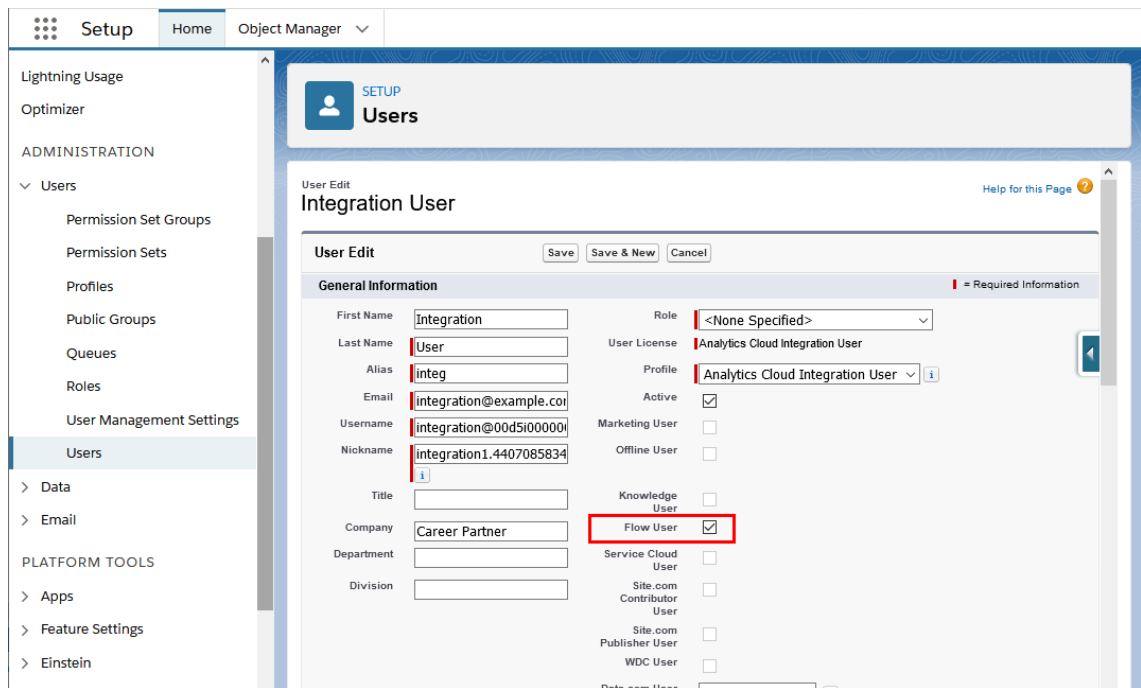 Setup
Home
Object Manager
Lightning Usage
Optimizer
ADMINISTRATION
Users
Permission Set Groups
Permission Sets
Profiles
Public Groups
Queues
Roles
User Management Settings
Users
Data
Email
PLATFORM TOOLS
Apps
Feature Settings
Einstein
SETUP
Users
User Edit
Integration User
Help for this Page ?
User Edit
Save
Save & New
Cancel
General Information
= Required Information
First Name Integration
Last Name User
Alias integ
Email integration@example.cor
Username integration@00d5i00000
Nickname integration1.4407085834
i
Title
Company Career Partner
Department
Division
Role <None Specified>
User License Analytics Cloud Integration User
Profile Analytics Cloud Integration User i
Active
Marketing User
Offline User
Knowledge
User
Flow User
Service Cloud
User
Site.com
Contributor
User
Site.com
Publisher User
WDC User
Data.com User